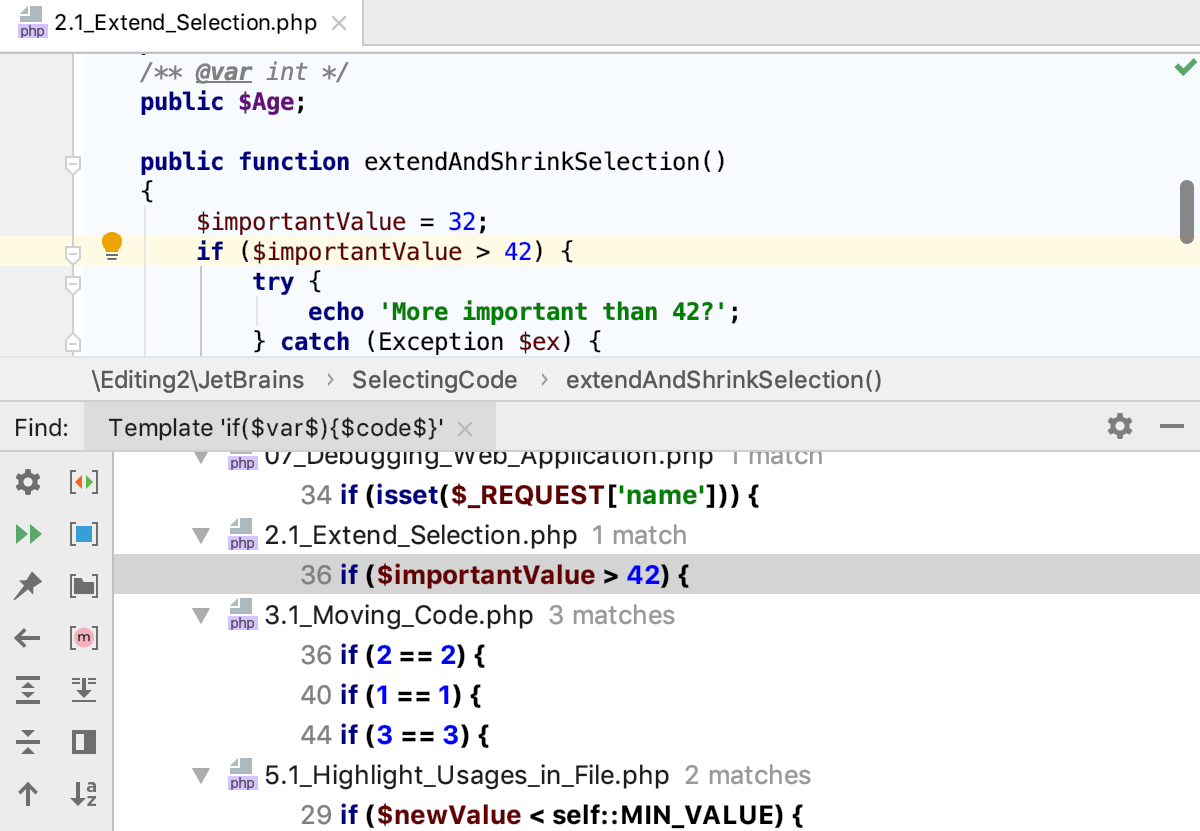 php 2.1_Extend_Selection.php
/** @var int */
public $Age;
public function extendAndShrinkSelection()
{
$importantValue = 32;
if ($importantValue > 42) {
try {
echo 'More important than 42?';
} catch (Exception $ex) {
\Editing2\JetBrains › SelectingCode › extendAndShrinkSelection()
Find: Template 'if($var$){$code$}'
php 07_Debugging_Web_Application.php 1 match
34 if (isset($_REQUEST['name'])) {
php 2.1_Extend_Selection.php 1 match
36 if ($importantValue > 42) {
php 3.1_Moving_Code.php 3 matches
36 if (2 == 2) {
m
40 if (1 == 1) {
44 if (3 == 3) {
php 5.1_Highlight_Usages_in_File.php 2 matches
a
z
29 if ($newValue < self::MIN_VALUE) {